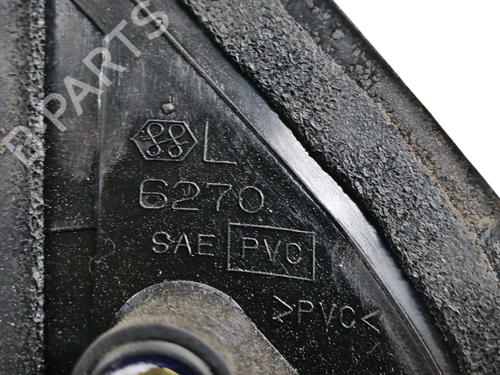 B-PARTS
L
6270
SAE PVC
>PVC<